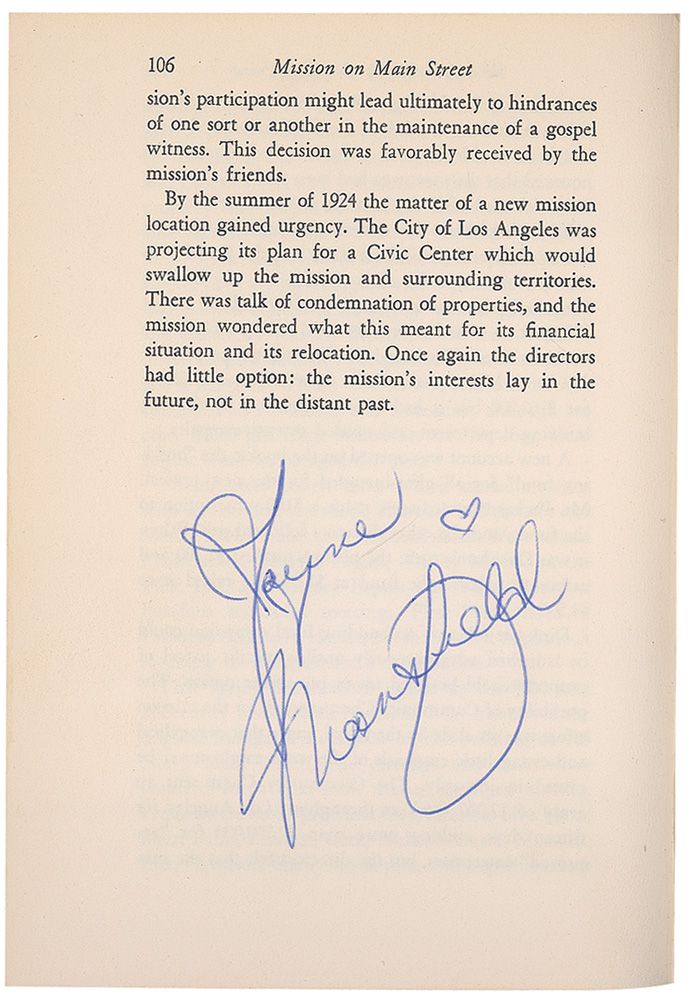 106 Mission on Main Street
sion's participation might lead ultimately to hindrances
of one sort or another in the maintenance of a gospel
witness. This decision was favorably received by the
mission's friends.
By the summer of 1924 the matter of a new mission
location gained urgency. The City of Los Angeles was
projecting its plan for a Civic Center which would
swallow up the mission and surrounding territories.
There was talk of condemnation of properties, and the
mission wondered what this meant for its financial
situation and its relocation. Once again the directors
had little option: the mission's interests lay in the
future, not in the distant past.
Jayne
Mansfield